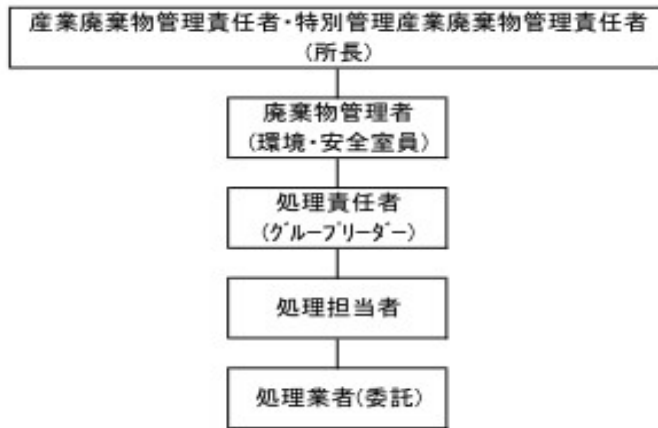 産業廃棄物管理責任者・特別管理産業廃棄物管理責任者
(所長)
廃棄物管理者
(環境・安全室員)
処理責任者
(ｸﾞﾙｰﾌﾟﾘｰﾀﾞｰ)
処理担当者
処理業者(委託)